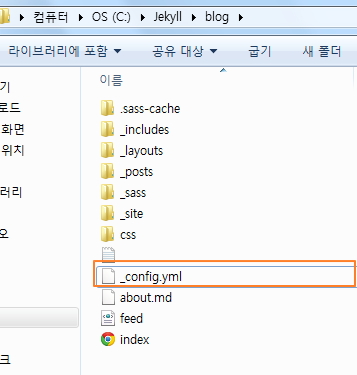 컴퓨터 ▸ OS (C:) ▸ Jekyll ▸ blog ▸
라이브러리에 포함 ▼ 공유 대상 ▼ 굽기 새 폴더
이름
기
로드
화면
위치
러리
오
크
.sass-cache
_includes
_layouts
_posts
_sass
_site
css
_config.yml
about.md
feed
index